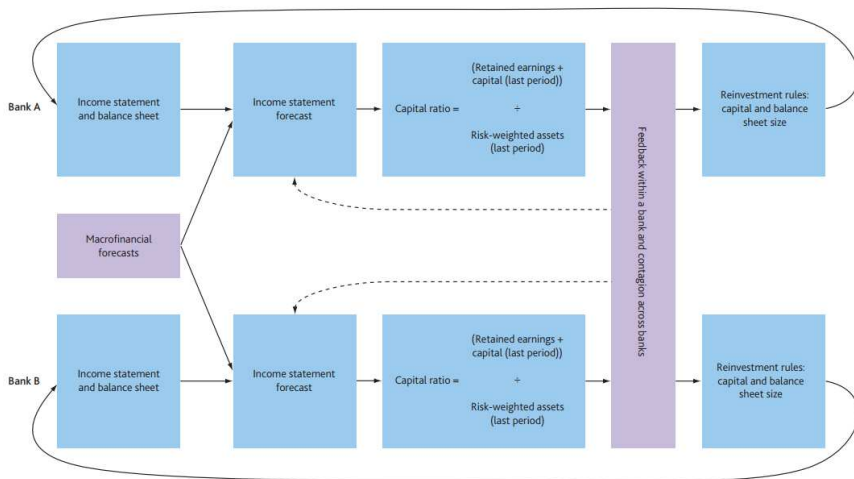 Bank A
Income statement
and balance sheet
Income statement
forecast
Capital ratio =
(Retained earnings +
capital (last period))
÷
Risk-weighted assets
(last period)
Feedback within a bank and contagion across banks
Reinvestment rules:
capital and balance
sheet size
Macrofinancial
forecasts
Bank B
Income statement
and balance sheet
Income statement
forecast
Capital ratio =
(Retained earnings +
capital (last period))
÷
Risk-weighted assets
(last period)
Reinvestment rules:
capital and balance
sheet size